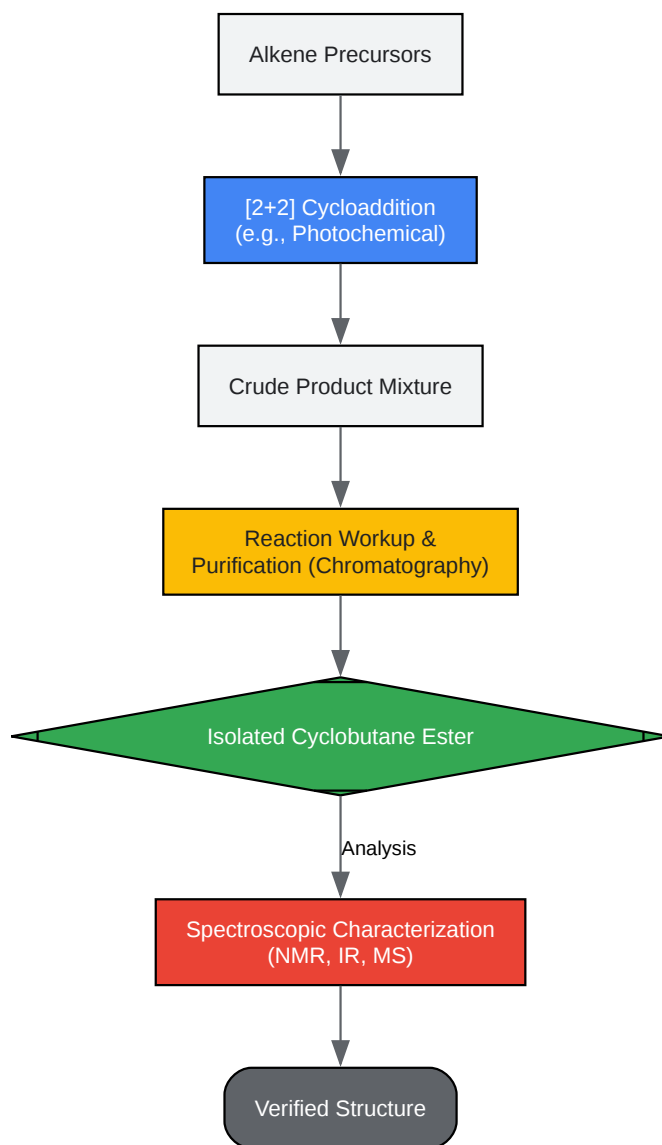 Alkene Precursors
[2+2] Cycloaddition
(e.g., Photochemical)
Crude Product Mixture
Reaction Workup &
Purification (Chromatography)
Isolated Cyclobutane Ester
Analysis
Spectroscopic Characterization
(NMR, IR, MS)
Verified Structure